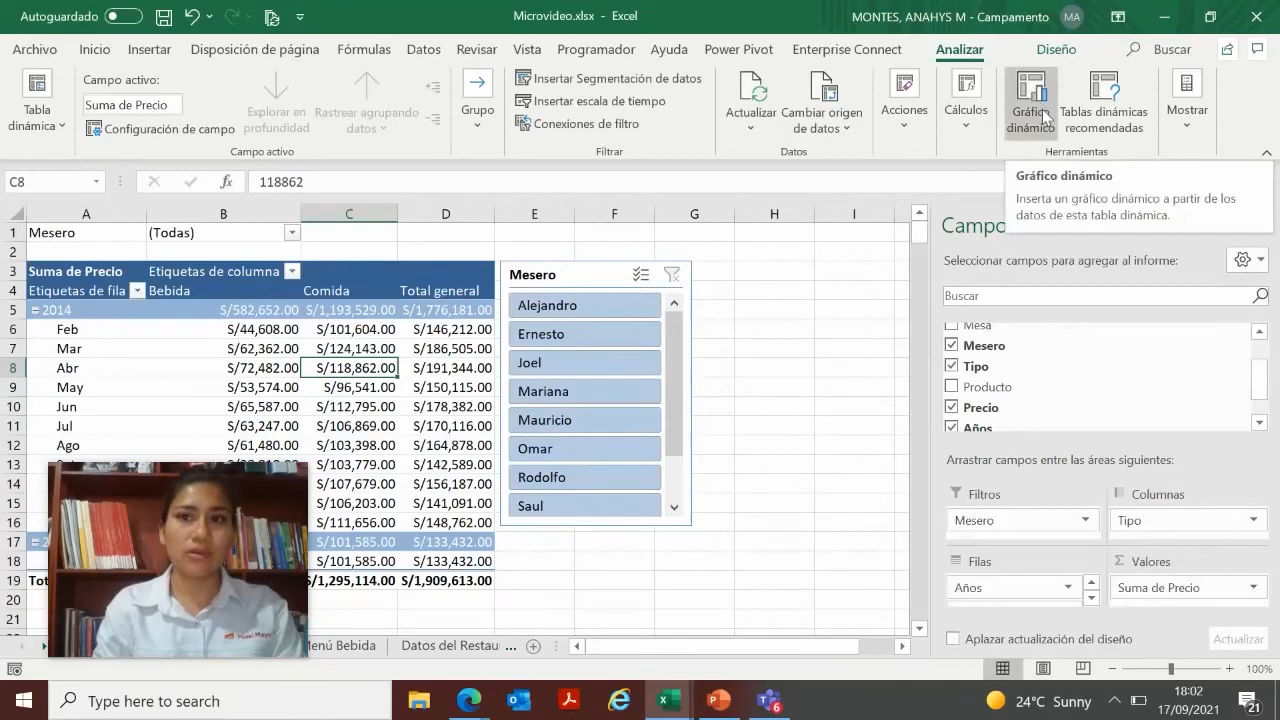 Autoguardado
Microvideo.xlsx - Excel
MONTES, ANAHYS M - Campamento MA
Archivo Inicio Insertar Disposición de página Fórmulas Datos Revisar Vista Programador Ayuda Power Pivot Enterprise Connect Analizar Diseño Buscar
Tabla
dinámica
Campo activo:
Suma de Precio
Configuración de campo
Explorar en
profundidad
Rastrear agrupando
datos
Campo activo
Grupo
Insertar Segmentación de datos
Insertar escala de tiempo
Conexiones de filtro
Filtrar
Actualizar
Cambiar origen
de datos
Datos
Acciones
Cálculos
Gráfico
dinámico
Tablas dinámicas
recomendadas
Herramientas
Mostrar
Gráfico dinámico
Inserta un gráfico dinámico a partir de los
datos de esta tabla dinámica.
C8 fx 118862
A B C D E F G H I
1 Mesero (Todas)
2
3 Suma de Precio Etiquetas de columna
4 Etiquetas de fila Bebida Comida Total general
5 2014 S/582,652.00 S/1,193,529.00 S/1,776,181.00
6 Feb S/44,608.00 S/101,604.00 S/146,212.00
7 Mar S/62,362.00 S/124,143.00 S/186,505.00
8 Abr S/72,482.00 S/118,862.00 S/191,344.00
9 May S/53,574.00 S/96,541.00 S/150,115.00
10 Jun S/65,587.00 S/112,795.00 S/178,382.00
11 Jul S/63,247.00 S/106,869.00 S/170,116.00
12 Ago S/61,480.00 S/103,398.00 S/164,878.00
13 S/103,779.00 S/142,589.00
14 S/107,679.00 S/156,187.00
15 S/106,203.00 S/141,091.00
16 S/111,656.00 S/148,762.00
17 S/101,585.00 S/133,432.00
18 S/101,585.00 S/133,432.00
19 Tot S/1,295,114.00 S/1,909,613.00
20
21
Mesero
Alejandro
Ernesto
Joel
Mariana
Mauricio
Omar
Rodolfo
Saul
Campo
Seleccionar campos para agregar al informe:
Buscar
Mesa
Mesero
Tipo
Producto
Precio
Años
Arrastrar campos entre las áreas siguientes:
Filtros
Mesero
Columnas
Tipo
Filas
Años
Valores
Suma de Precio
Aplazar actualización del diseño
Actualizar
Menú Bebida Datos del Restau ...
100%
Type here to search
6
24°C Sunny
18:02
17/09/2021
21